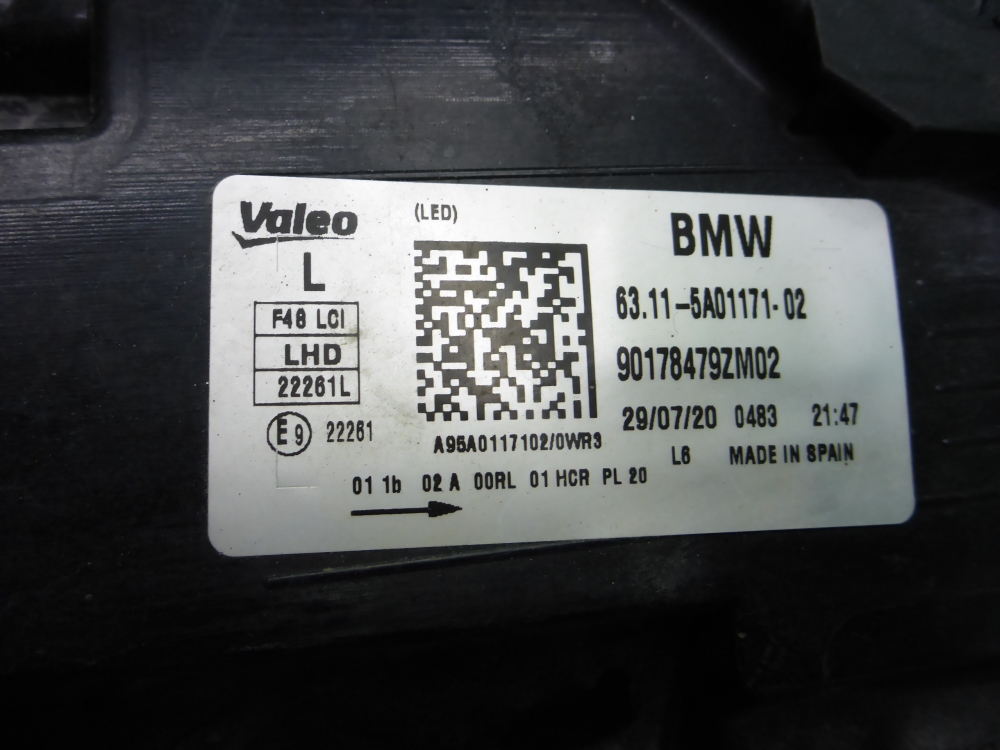 Valeo
(LED)
BMW
L
63.11-5A01171-02
F48 LCI
LHD
90178479ZM02
22261L
29/07/20 0483 21:47
E9 22261
A95A0117102/0WR3
L6 MADE IN SPAIN
01 1b 02 A 00RL 01 HCR PL 20